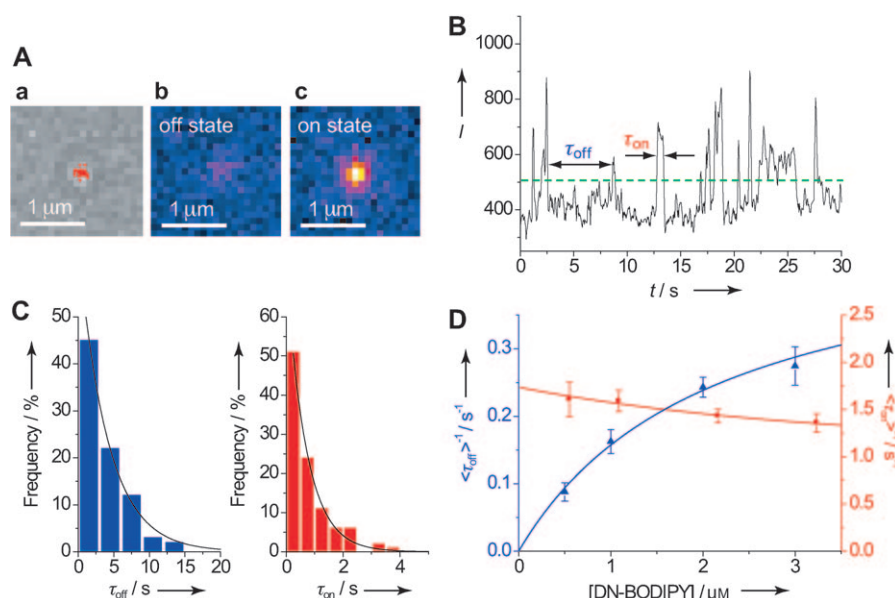 A
a
b
c
off state
on state
1 μm
1 μm
1 μm
B
1000
800
600
400
I
τoff
τon
0
5
10
15
20
25
30
t / s
C
50
40
30
20
10
0
Frequency / %
0
5
10
15
20
τoff / s
60
50
40
30
20
10
0
Frequency / %
0
2
4
τon / s
D
0.3
0.2
0.1
0.0
<τoff>⁻¹ / s⁻¹
0
1
2
3
[DN-BODIPY] / μM
2.5
2.0
1.5
1.0
0.5
0.0